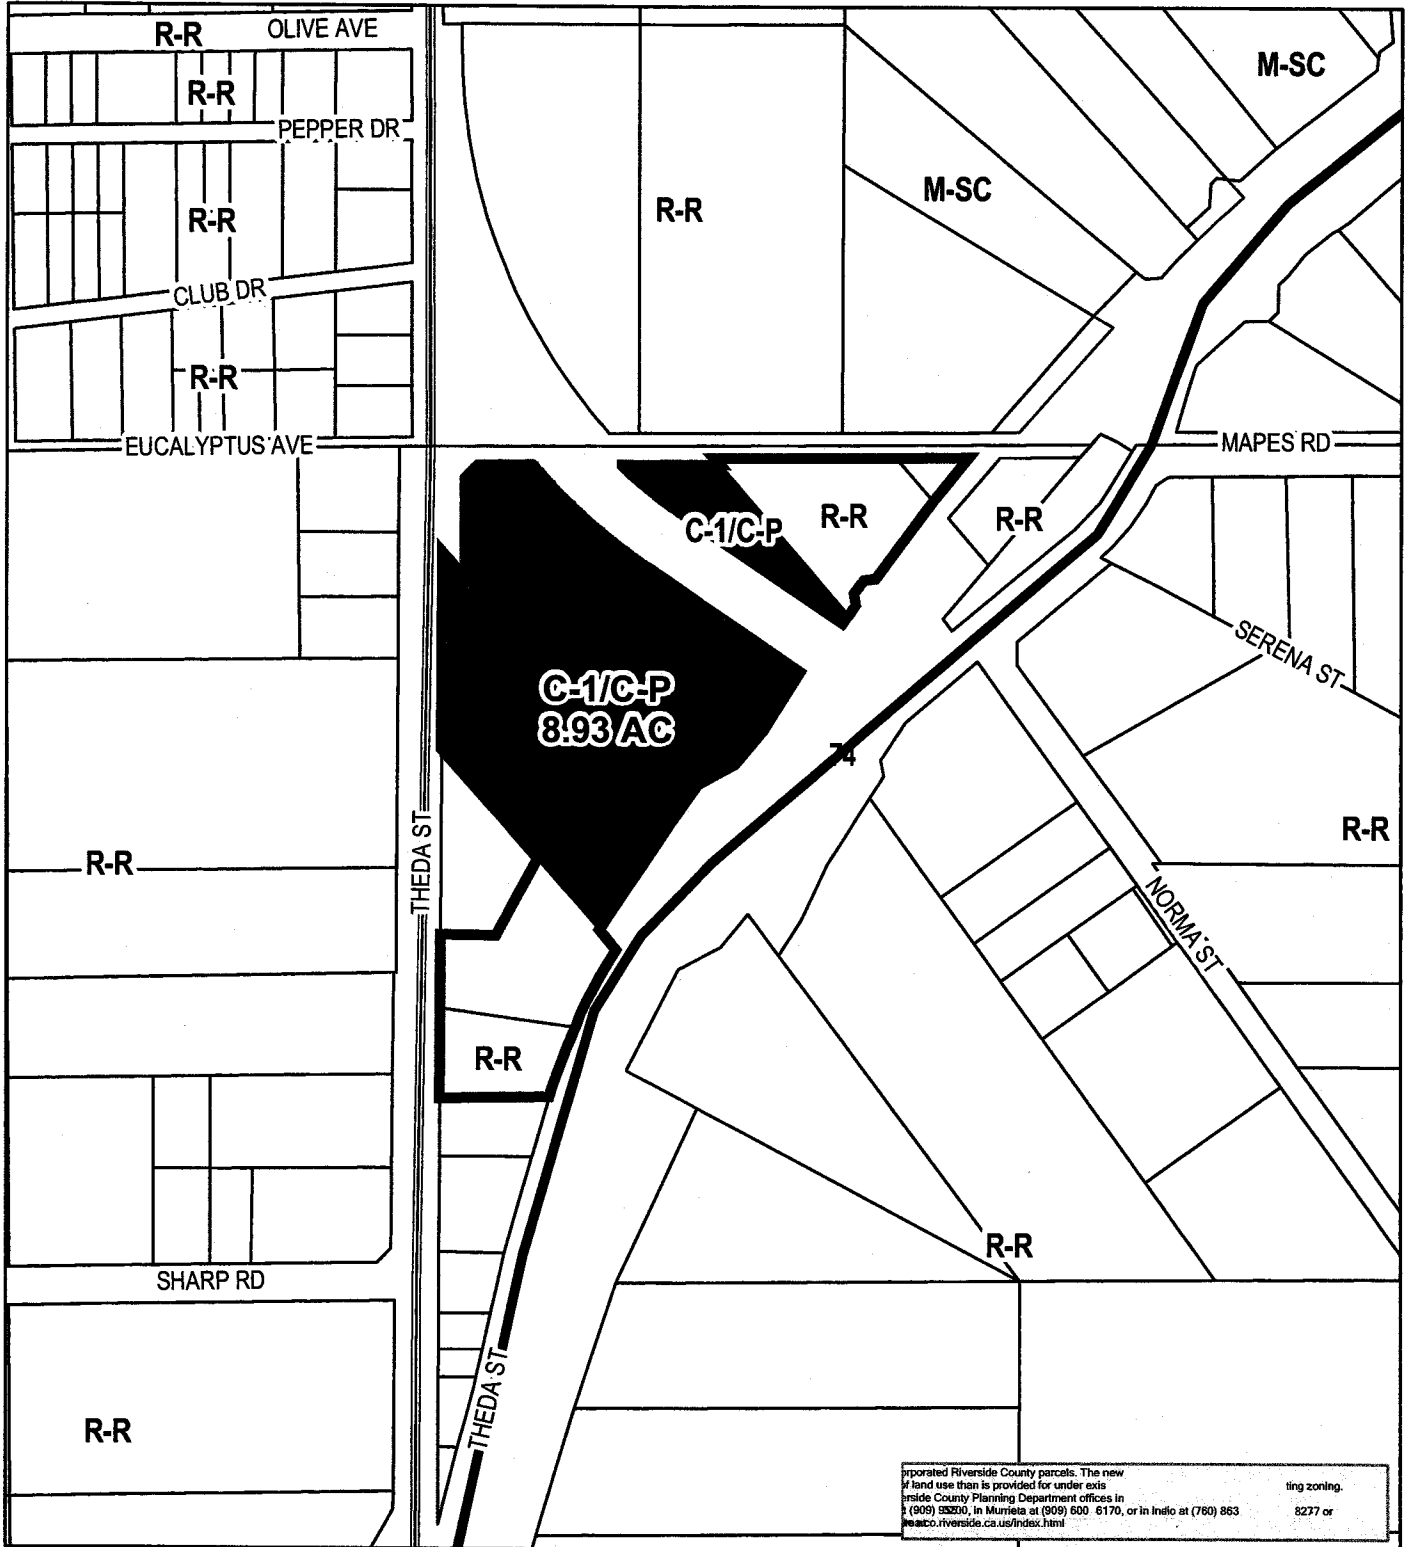 R-R
OLIVE AVE
R-R
PEPPER DR
R-R
CLUB DR
R-R
EUCALYPTUS AVE
M-SC
M-SC
R-R
MAPES RD
C-1/C-P
R-R
R-R
SERENA ST
C-1/C-P
8.93 AC
74
R-R
THEDA ST
R-R
NORMA ST
R-R
R-R
SHARP RD
THEDA ST
R-R
orporated Riverside County parcels. The new
of land use than is provided for under exis ting zoning.
erside County Planning Department offices in
(909) 600 6170, or in Indio at (760) 863 8277 or
co.riverside.ca.us/index.html